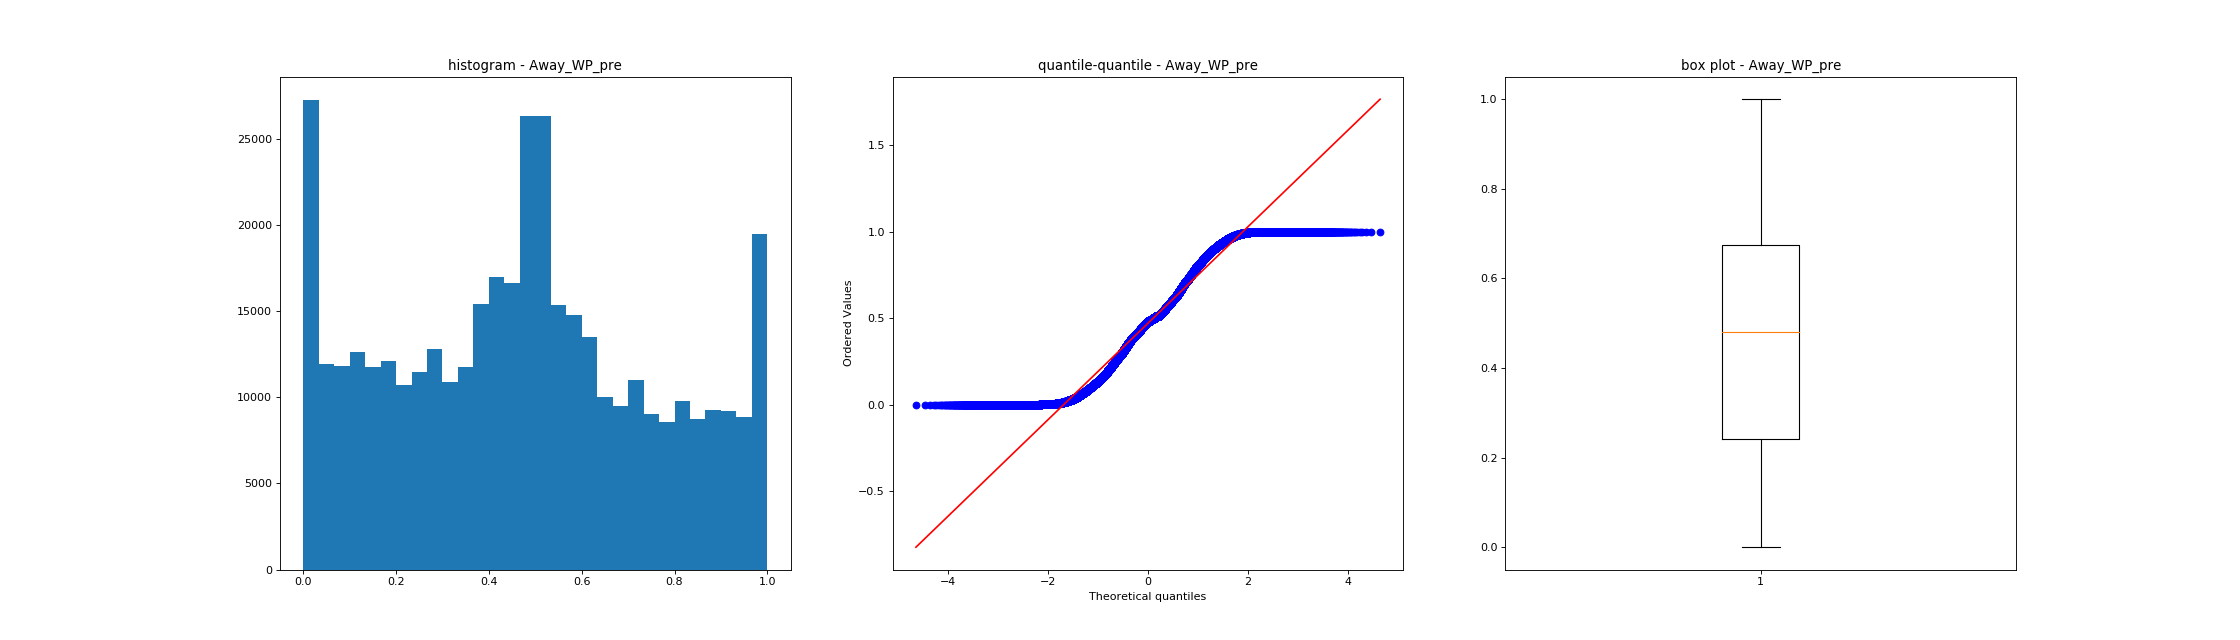 histogram - Away_WP_pre
25000
20000
15000
10000
5000
0
0.0 0.2 0.4 0.6 0.8 1.0
quantile-quantile - Away_WP_pre
Ordered Values
1.5
1.0
0.5
0.0
−0.5
−4 −2 0 2 4
Theoretical quantiles
box plot - Away_WP_pre
1.0
0.8
0.6
0.4
0.2
0.0
1